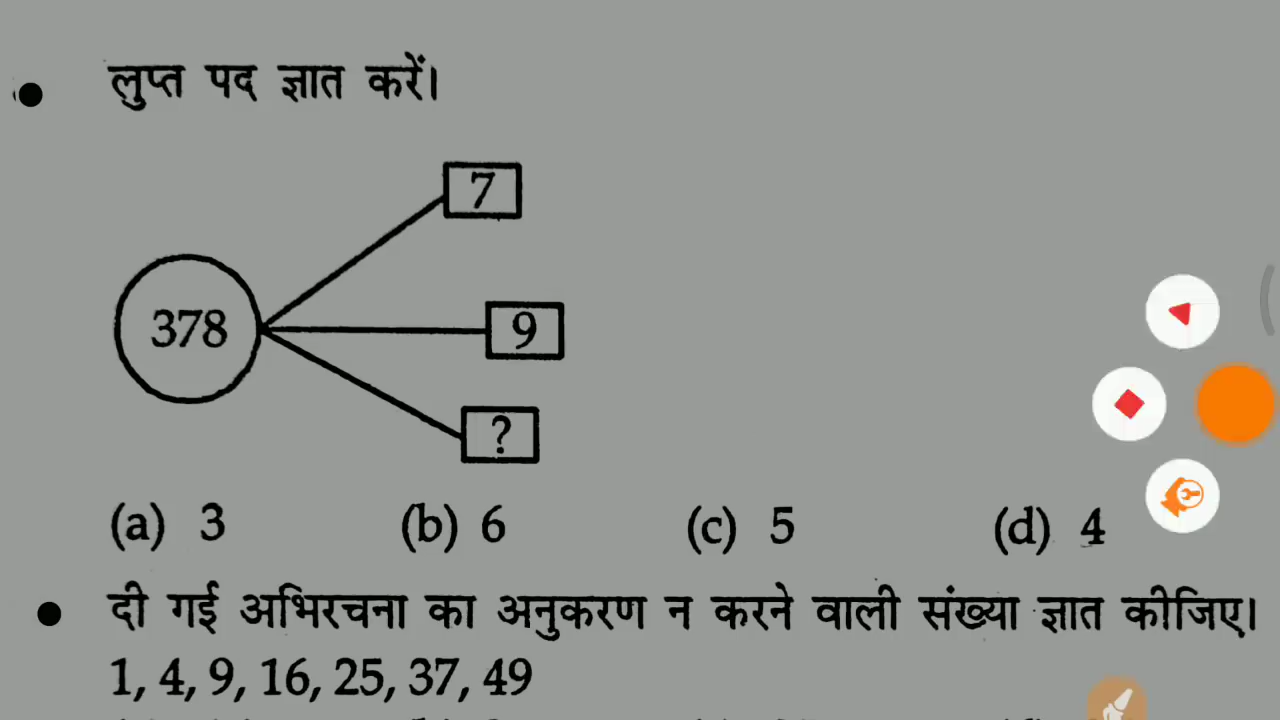 लुप्त पद ज्ञात करें।
7
378
9
?
(a) 3 (b) 6 (c) 5 (d) 4
दी गई अभिरचना का अनुकरण न करने वाली संख्या ज्ञात कीजिए।
1, 4, 9, 16, 25, 37, 49